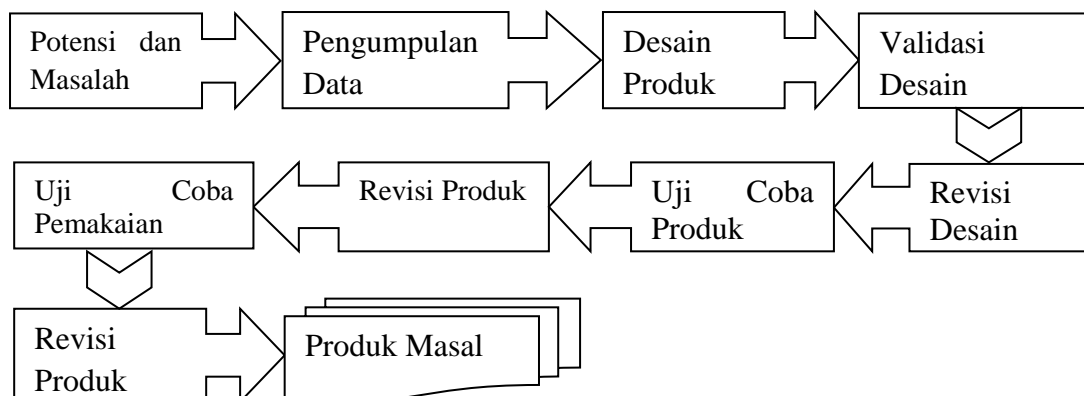 Potensi dan
Masalah
Pengumpulan
Data
Desain
Produk
Validasi
Desain
Revisi
Desain
Uji Coba
Produk
Revisi Produk
Uji Coba
Pemakaian
Revisi
Produk
Produk Masal